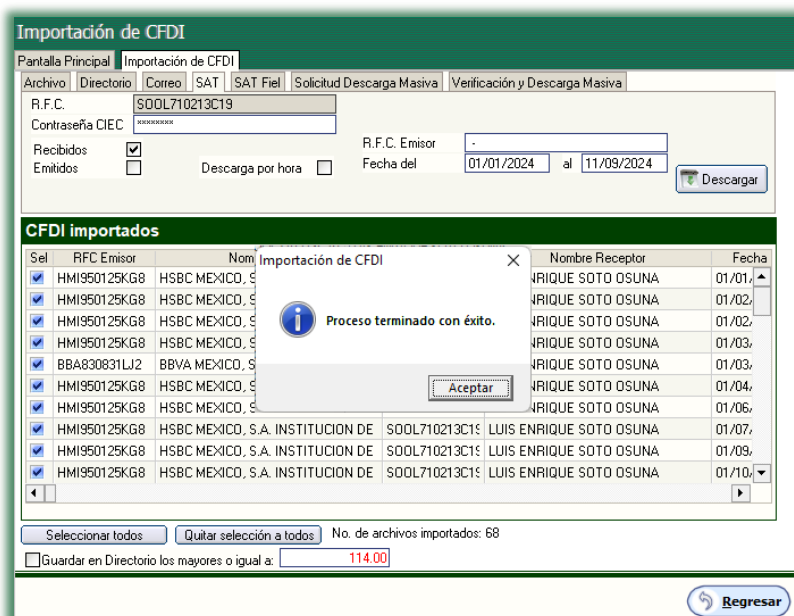 Importación de CFDI
Pantalla Principal Importación de CFDI
Archivo Directorio Correo SAT SAT Fiel Solicitud Descarga Masiva Verificación y Descarga Masiva
R.F.C. SOOL710213C19
Contraseña CIEC ********
R.F.C. Emisor -
Recibidos
Emitidos Descarga por hora Fecha del 01/01/2024 al 11/09/2024 Descargar
CFDI importados
Sel RFC Emisor Nom Nombre Receptor Fecha
Importación de CFDI
Proceso terminado con éxito.
Aceptar
HMI950125KG8 HSBC MEXICO, S NRIQUE SOTO OSUNA 01/01/
HMI950125KG8 HSBC MEXICO, S NRIQUE SOTO OSUNA 01/02/
HMI950125KG8 HSBC MEXICO, S NRIQUE SOTO OSUNA 01/02/
HMI950125KG8 HSBC MEXICO, S NRIQUE SOTO OSUNA 01/03/
BBA830831LJ2 BBVA MEXICO, S NRIQUE SOTO OSUNA 01/03/
HMI950125KG8 HSBC MEXICO, S NRIQUE SOTO OSUNA 01/04/
HMI950125KG8 HSBC MEXICO, S NRIQUE SOTO OSUNA 01/06/
HMI950125KG8 HSBC MEXICO, S.A. INSTITUCION DE SOOL710213C19 LUIS ENRIQUE SOTO OSUNA 01/07/
HMI950125KG8 HSBC MEXICO, S.A. INSTITUCION DE SOOL710213C19 LUIS ENRIQUE SOTO OSUNA 01/09/
HMI950125KG8 HSBC MEXICO, S.A. INSTITUCION DE SOOL710213C19 LUIS ENRIQUE SOTO OSUNA 01/10/
Seleccionar todos Quitar selección a todos No. de archivos importados: 68
Guardar en Directorio los mayores o igual a: 114.00
Regresar